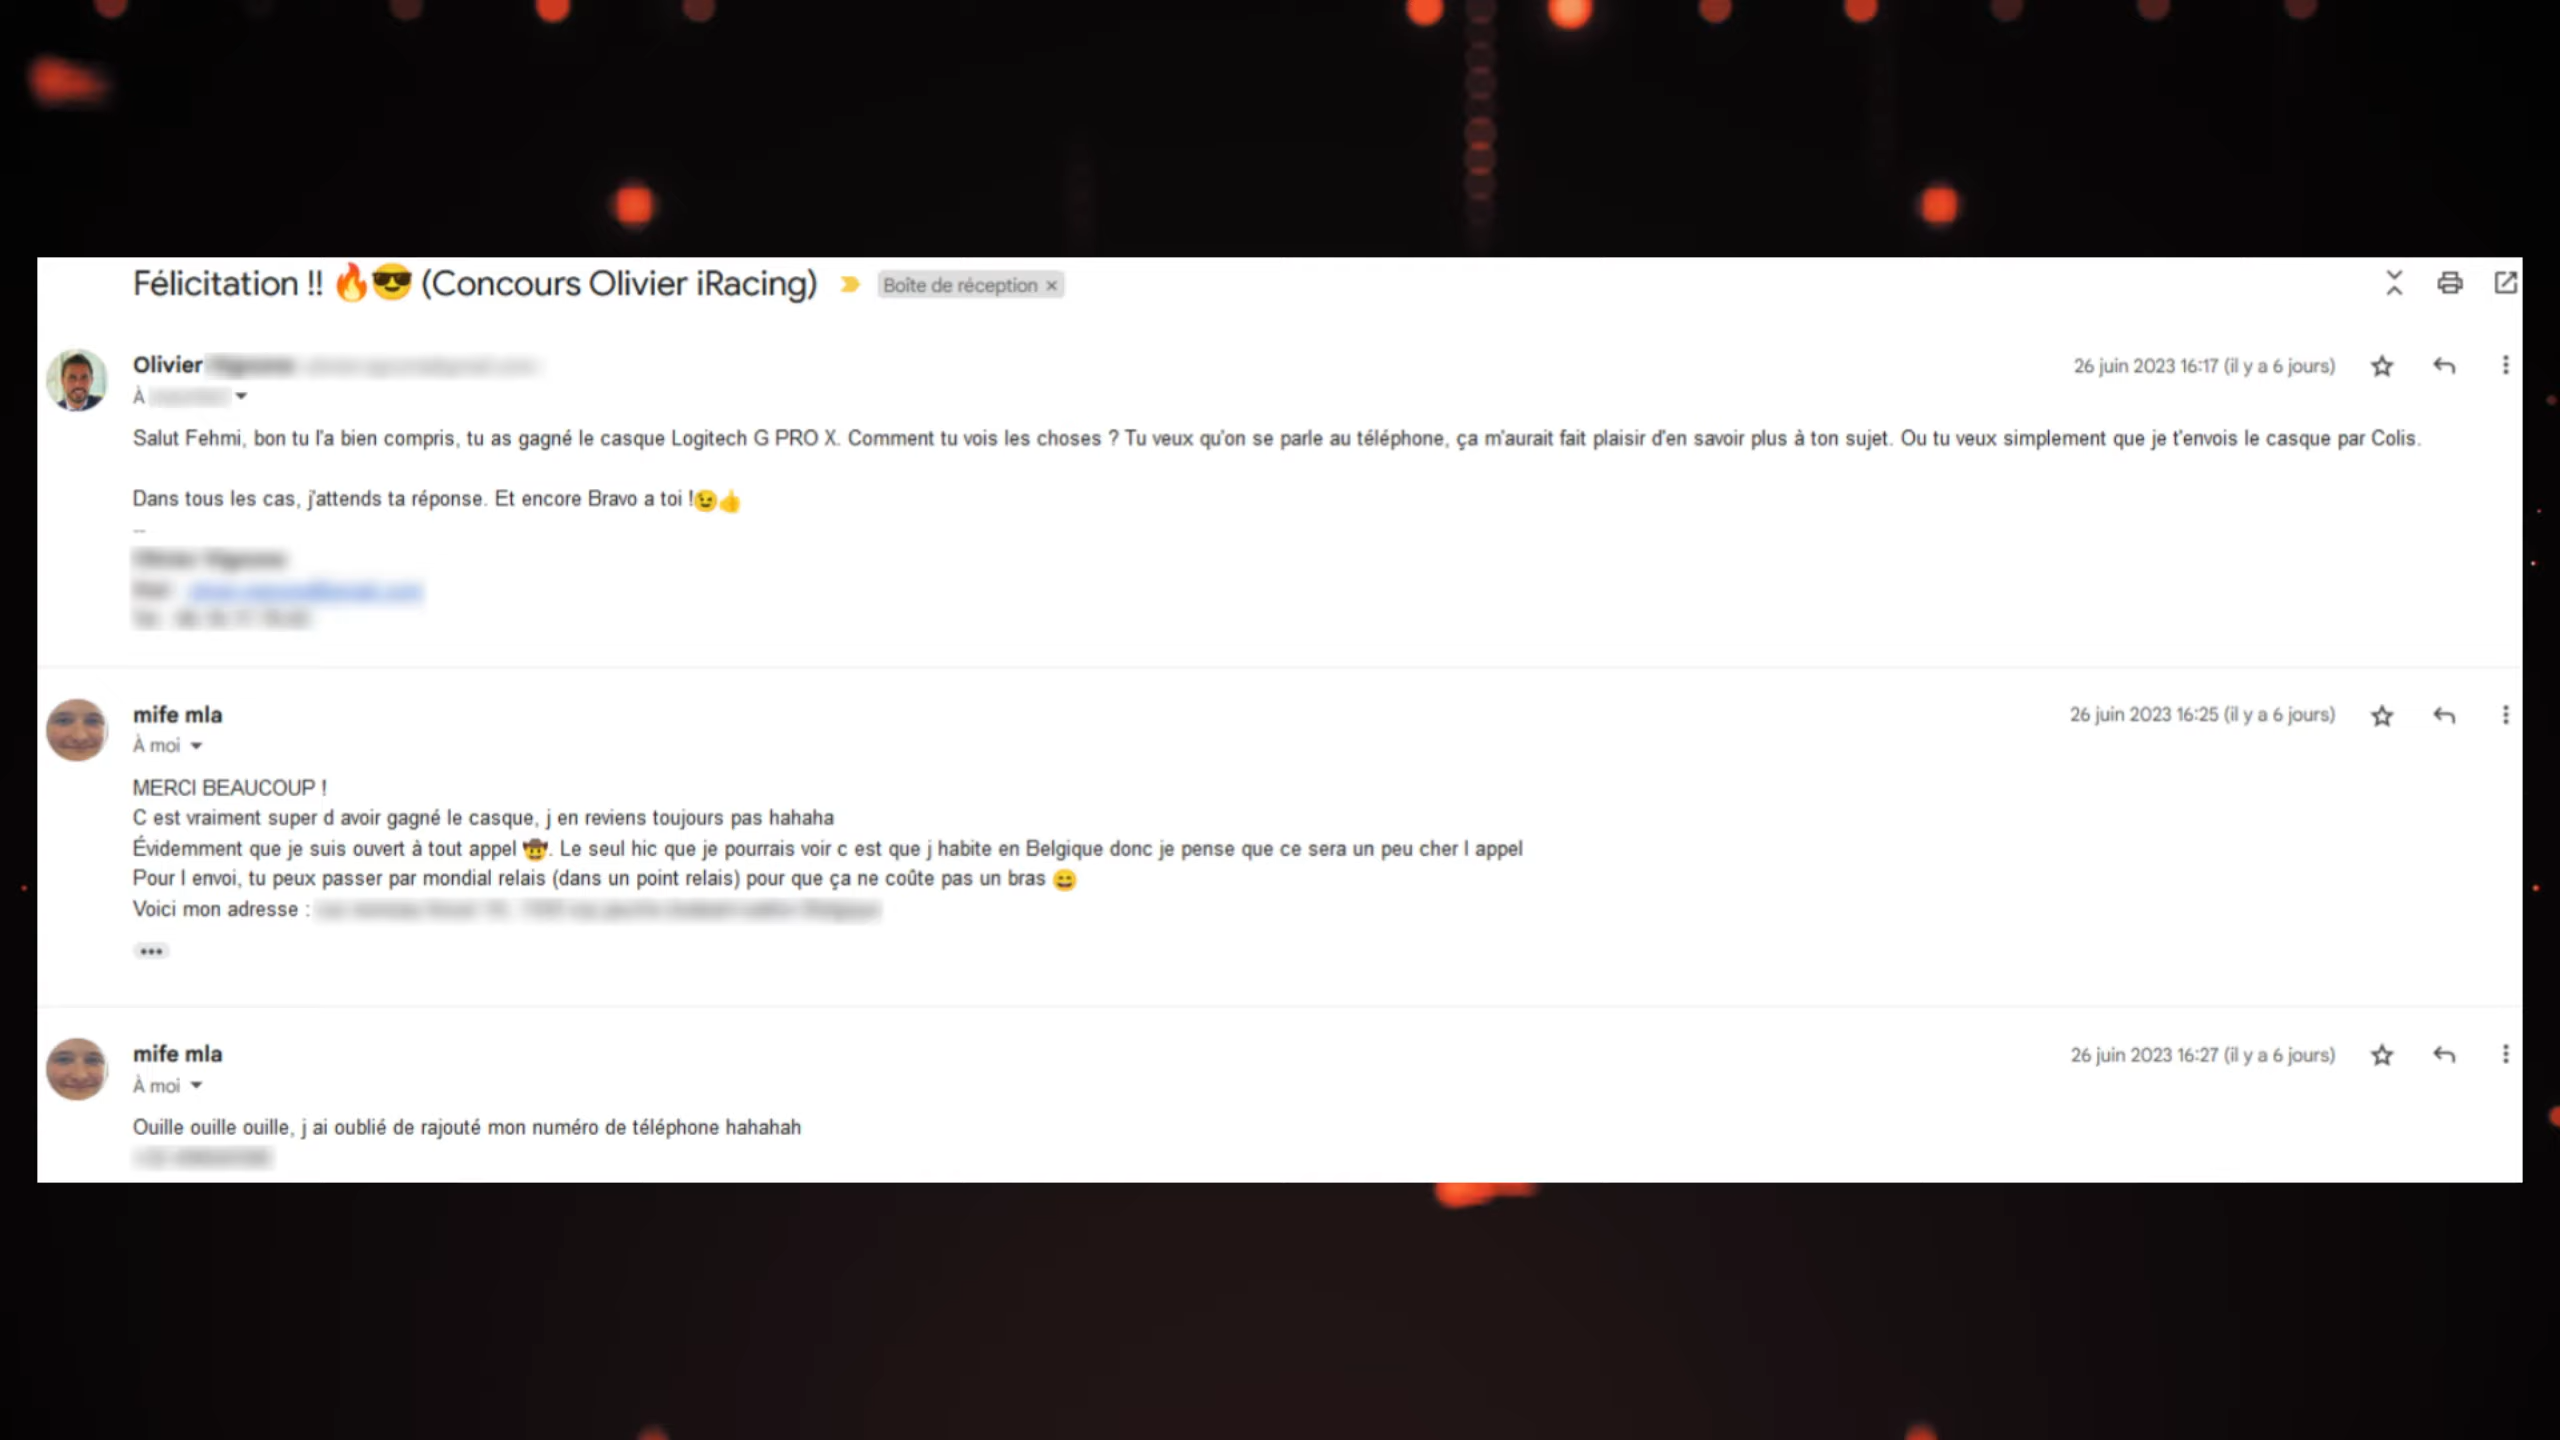 Félicitation !! 🔥😎 (Concours Olivier iRacing) Boîte de réception ×
Olivier
26 juin 2023 16:17 (il y a 6 jours)
À
Salut Fehmi, bon tu l'a bien compris, tu as gagné le casque Logitech G PRO X. Comment tu vois les choses ? Tu veux qu'on se parle au téléphone, ça m'aurait fait plaisir d'en savoir plus à ton sujet. Ou tu veux simplement que je t'envois le casque par Colis.
Dans tous les cas, j'attends ta réponse. Et encore Bravo a toi !😉👍
--
mife mla
26 juin 2023 16:25 (il y a 6 jours)
À moi
MERCI BEAUCOUP !
C est vraiment super d avoir gagné le casque, j en reviens toujours pas hahaha
Évidemment que je suis ouvert à tout appel 🤠. Le seul hic que je pourrais voir c est que j habite en Belgique donc je pense que ce sera un peu cher l appel
Pour l envoi, tu peux passer par mondial relais (dans un point relais) pour que ça ne coûte pas un bras 😄
Voici mon adresse :
mife mla
26 juin 2023 16:27 (il y a 6 jours)
À moi
Ouille ouille ouille, j ai oublié de rajouté mon numéro de téléphone hahahah